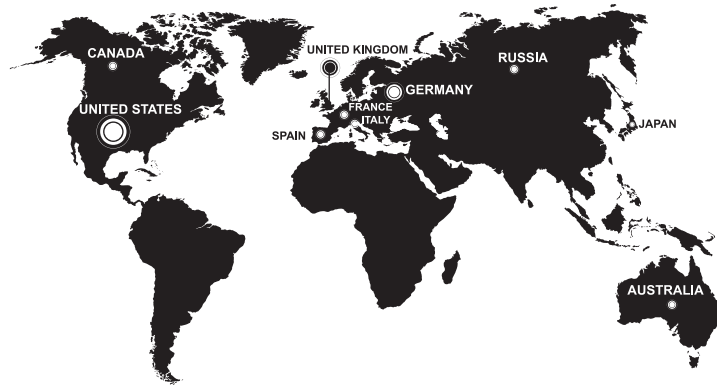 UNITED KINGDOM
CANADA
RUSSIA
GERMANY
UNITED STATES
FRANCE
ITALY
SPAIN
JAPAN
AUSTRALIA